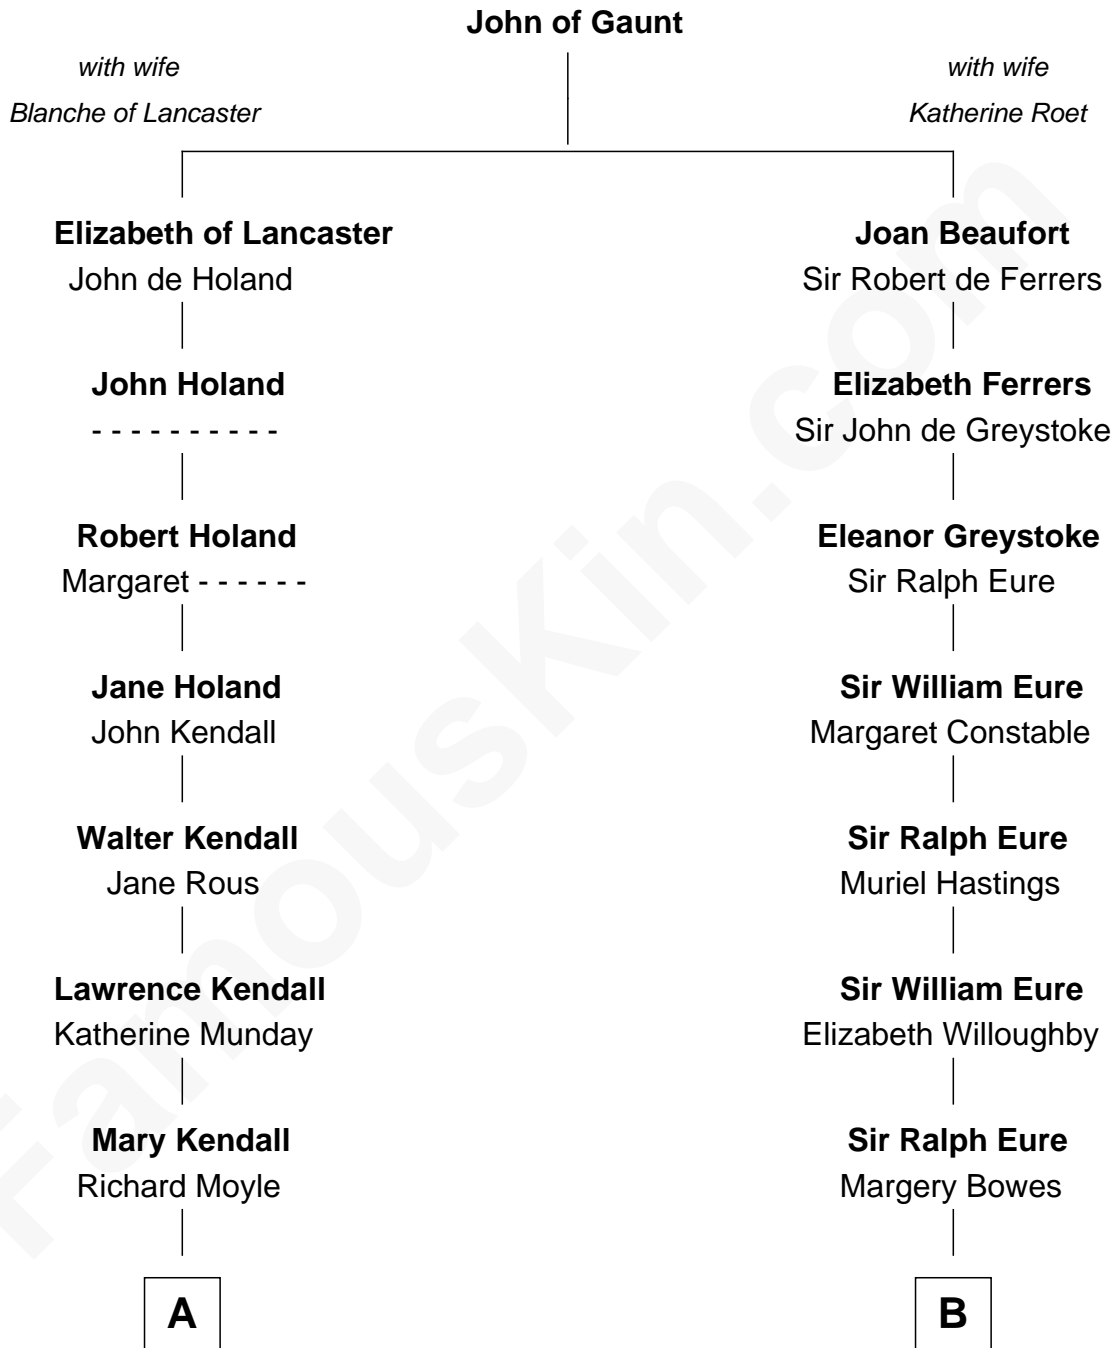 John of Gaunt
with wife
Blanche of Lancaster
with wife
Katherine Roet
Elizabeth of Lancaster
John de Holand
Joan Beaufort
Sir Robert de Ferrers
John Holand
- - - - - - - - - -
Elizabeth Ferrers
Sir John de Greystoke
Robert Holand
Margaret - - - - - -
Eleanor Greystoke
Sir Ralph Eure
Jane Holand
John Kendall
Sir William Eure
Margaret Constable
Walter Kendall
Jane Rous
Sir Ralph Eure
Muriel Hastings
Lawrence Kendall
Katherine Munday
Sir William Eure
Elizabeth Willoughby
Mary Kendall
Richard Moyle
Sir Ralph Eure
Margery Bowes
A
B
FamousKin.com